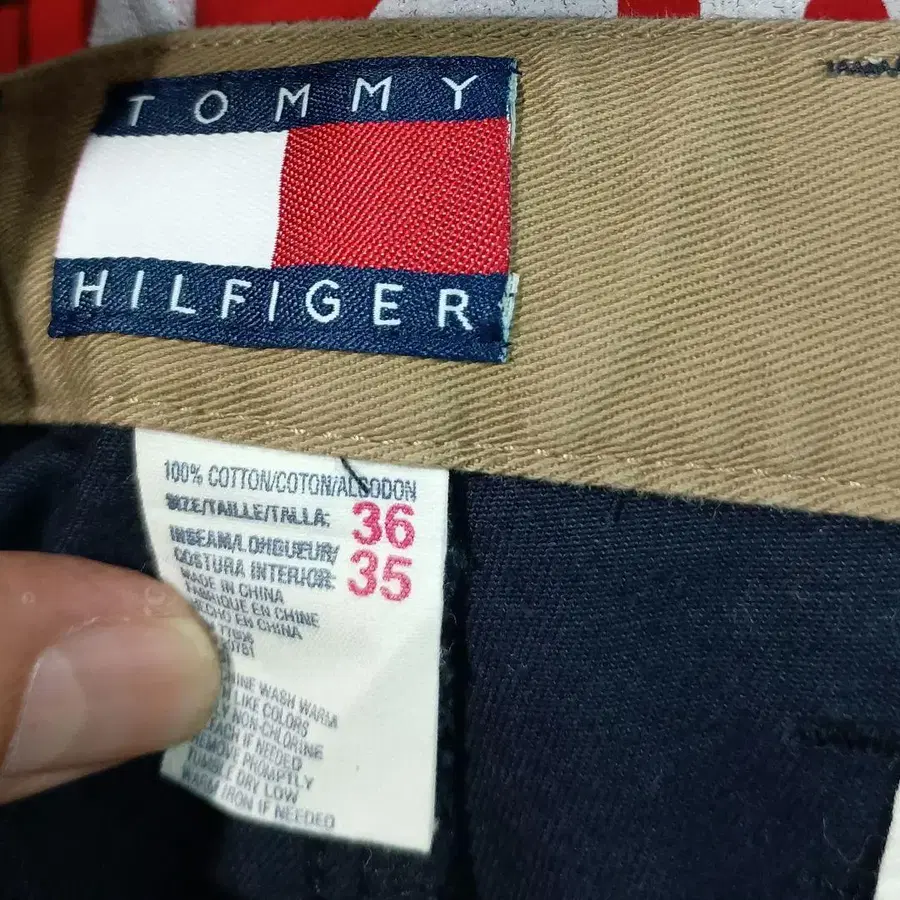 TOMMY
HILFIGER
100% COTTON/COTON/ALGODON
SIZE/TAILLE/TALLA: 36
INSEAM/LONGUEUR/
COSTURA INTERIOR: 35
MADE IN CHINA
FABRIQUE EN CHINE
HECHO EN CHINA
WASH WARM
LIKE COLORS
NON-CHLORINE
IF NEEDED
REMOVE PROMPTLY
TUMBLE DRY LOW
WARM IRON IF NEEDED